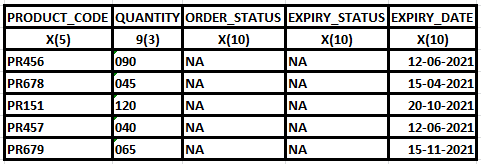 PRODUCT_CODE QUANTITY ORDER_STATUS EXPIRY_STATUS EXPIRY_DATE
X(5) 9(3) X(10) X(10) X(10)
PR456 090 NA NA 12-06-2021
PR678 045 NA NA 15-04-2021
PR151 120 NA NA 20-10-2021
PR457 040 NA NA 12-06-2021
PR679 065 NA NA 15-11-2021